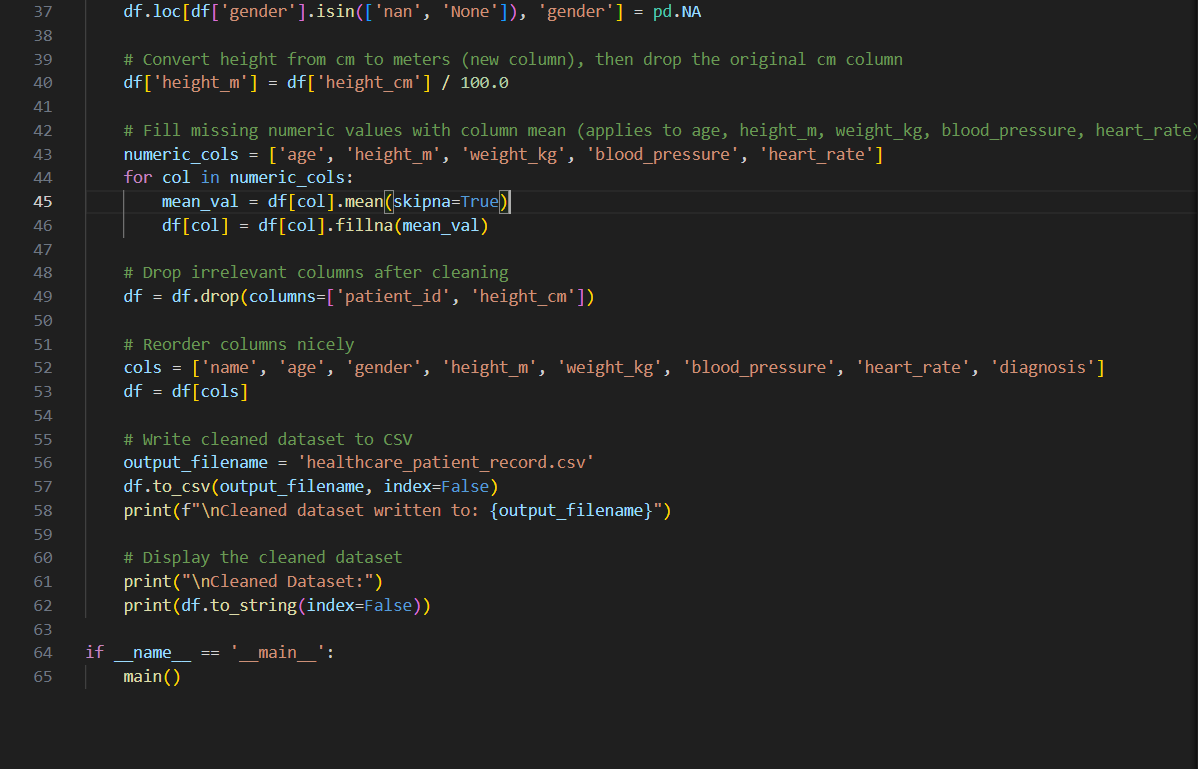 37 df.loc[df['gender'].isin(['nan', 'None']), 'gender'] = pd.NA
38
39 # Convert height from cm to meters (new column), then drop the original cm column
40 df['height_m'] = df['height_cm'] / 100.0
41
42 # Fill missing numeric values with column mean (applies to age, height_m, weight_kg, blood_pressure, heart_rate)
43 numeric_cols = ['age', 'height_m', 'weight_kg', 'blood_pressure', 'heart_rate']
44 for col in numeric_cols:
45 mean_val = df[col].mean(skipna=True)
46 df[col] = df[col].fillna(mean_val)
47
48 # Drop irrelevant columns after cleaning
49 df = df.drop(columns=['patient_id', 'height_cm'])
50
51 # Reorder columns nicely
52 cols = ['name', 'age', 'gender', 'height_m', 'weight_kg', 'blood_pressure', 'heart_rate', 'diagnosis']
53 df = df[cols]
54
55 # Write cleaned dataset to CSV
56 output_filename = 'healthcare_patient_record.csv'
57 df.to_csv(output_filename, index=False)
58 print(f"\nCleaned dataset written to: {output_filename}")
59
60 # Display the cleaned dataset
61 print("\nCleaned Dataset:")
62 print(df.to_string(index=False))
63
64 if __name__ == '__main__':
65 main()